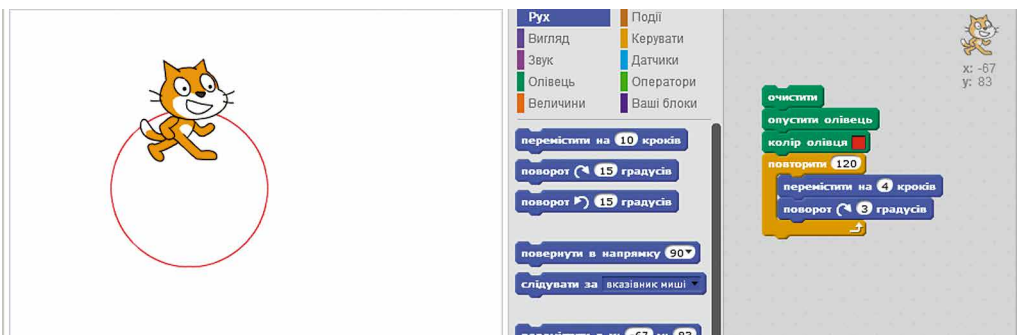 Рух
Події
Вигляд
Керувати
Звук
Датчики
Олівець
Оператори
Величини
Ваші блоки
перемістити на 10 кроків
поворот 15 градусів
поворот 15 градусів
повернути в напрямку 90
слідувати за вказівник миші
очистити
опустити олівець
колір олівця
повторити 120
перемістити на 4 кроків
поворот 3 градусів
x: -67
y: 83